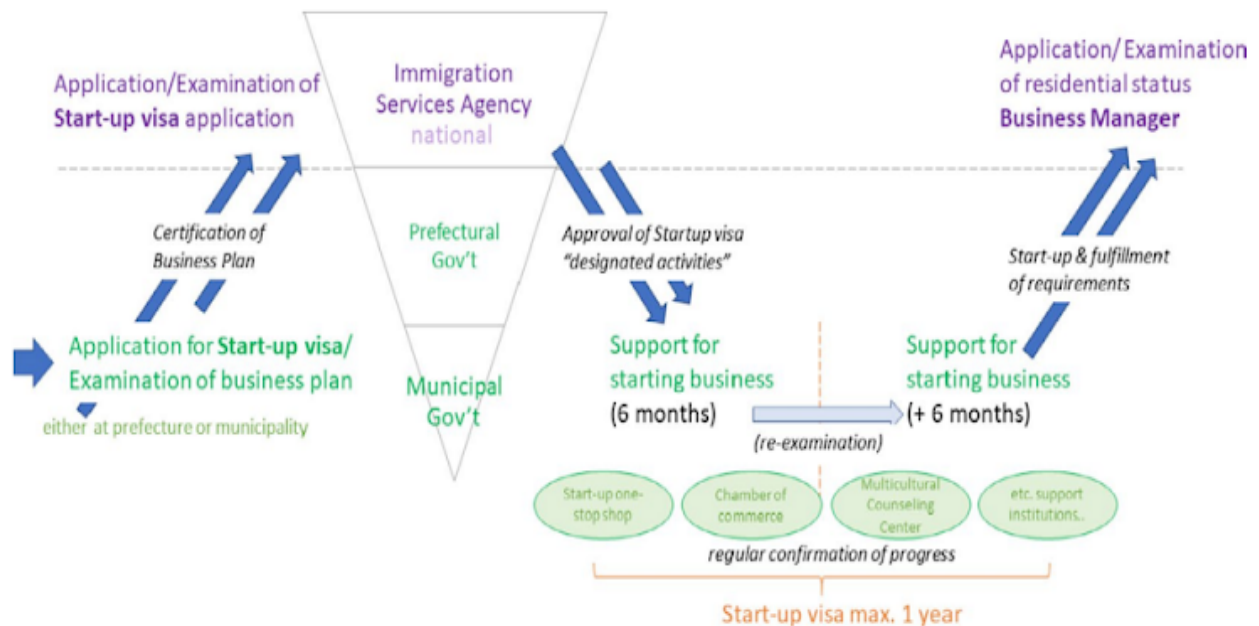 Application/Examination of
Start-up visa application
Immigration
Services Agency
national
Application/ Examination
of residential status
Business Manager
Certification of
Business Plan
Prefectural
Gov't
Approval of Startup visa
"designated activities"
Start-up & fulfillment
of requirements
Application for Start-up visa/
Examination of business plan
either at prefecture or municipality
Municipal
Gov't
Support for
starting business
(6 months)
(re-examination)
Support for
starting business
(+ 6 months)
Start-up one-
stop shop
Chamber of
commerce
Multicultural
Counseling
Center
etc. support
institutions..
regular confirmation of progress
Start-up visa max. 1 year